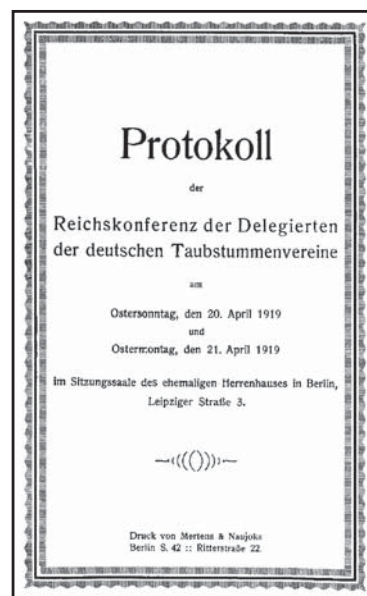 Protokoll
der
Reichskonferenz der Delegierten
der deutschen Taubstummenvereine
am
Ostersonntag, den 20. April 1919
und
Ostermontag, den 21. April 1919
im Sitzungssaale des ehemaligen Herrenhauses in Berlin,
Leipziger Straße 3.
Druck von Mertens & Naujoks
Berlin S. 42 :: Ritterstraße 22.